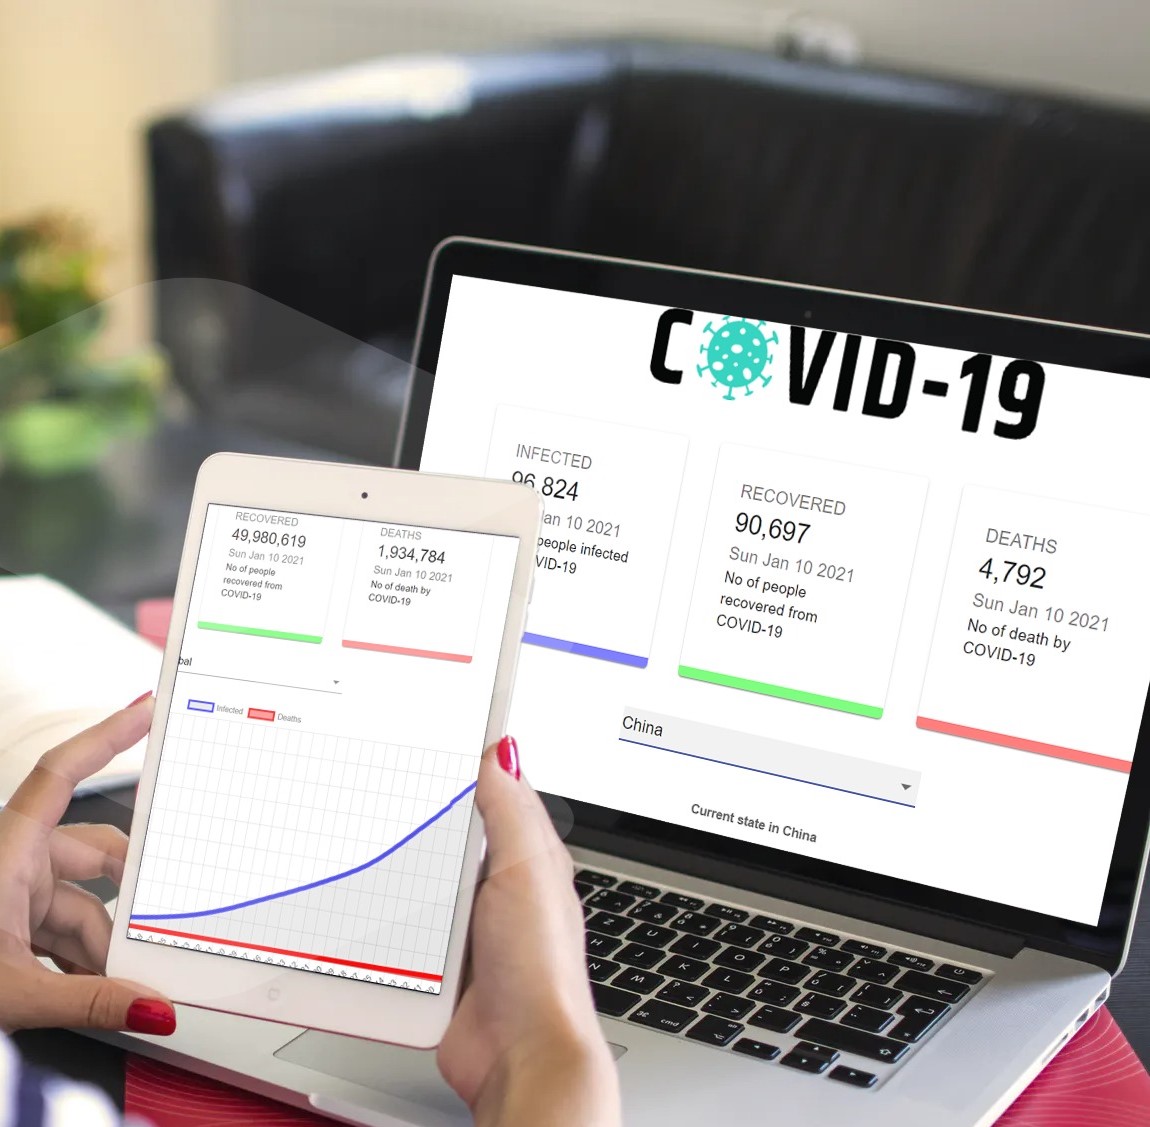 COVID-19
INFECTED
96,824
Jan 10 2021
people infected
VID-19
RECOVERED
90,697
Sun Jan 10 2021
No of people
recovered from
COVID-19
DEATHS
4,792
Sun Jan 10 2021
No of death by
COVID-19
China
Current state in China
RECOVERED
49,980,619
Sun Jan 10 2021
No of people
recovered from
COVID-19
DEATHS
1,934,784
Sun Jan 10 2021
No of death by
COVID-19
bal
Infected Deaths